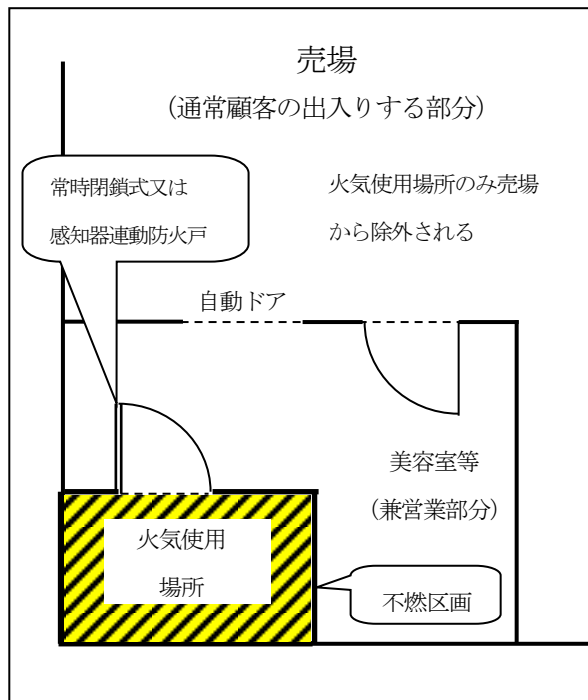 売場
（通常顧客の出入りする部分）
常時閉鎖式又は
感知器連動防火戸
火気使用場所のみ売場
から除外される
自動ドア
美容室等
（兼営業部分）
火気使用
場所
不燃区画